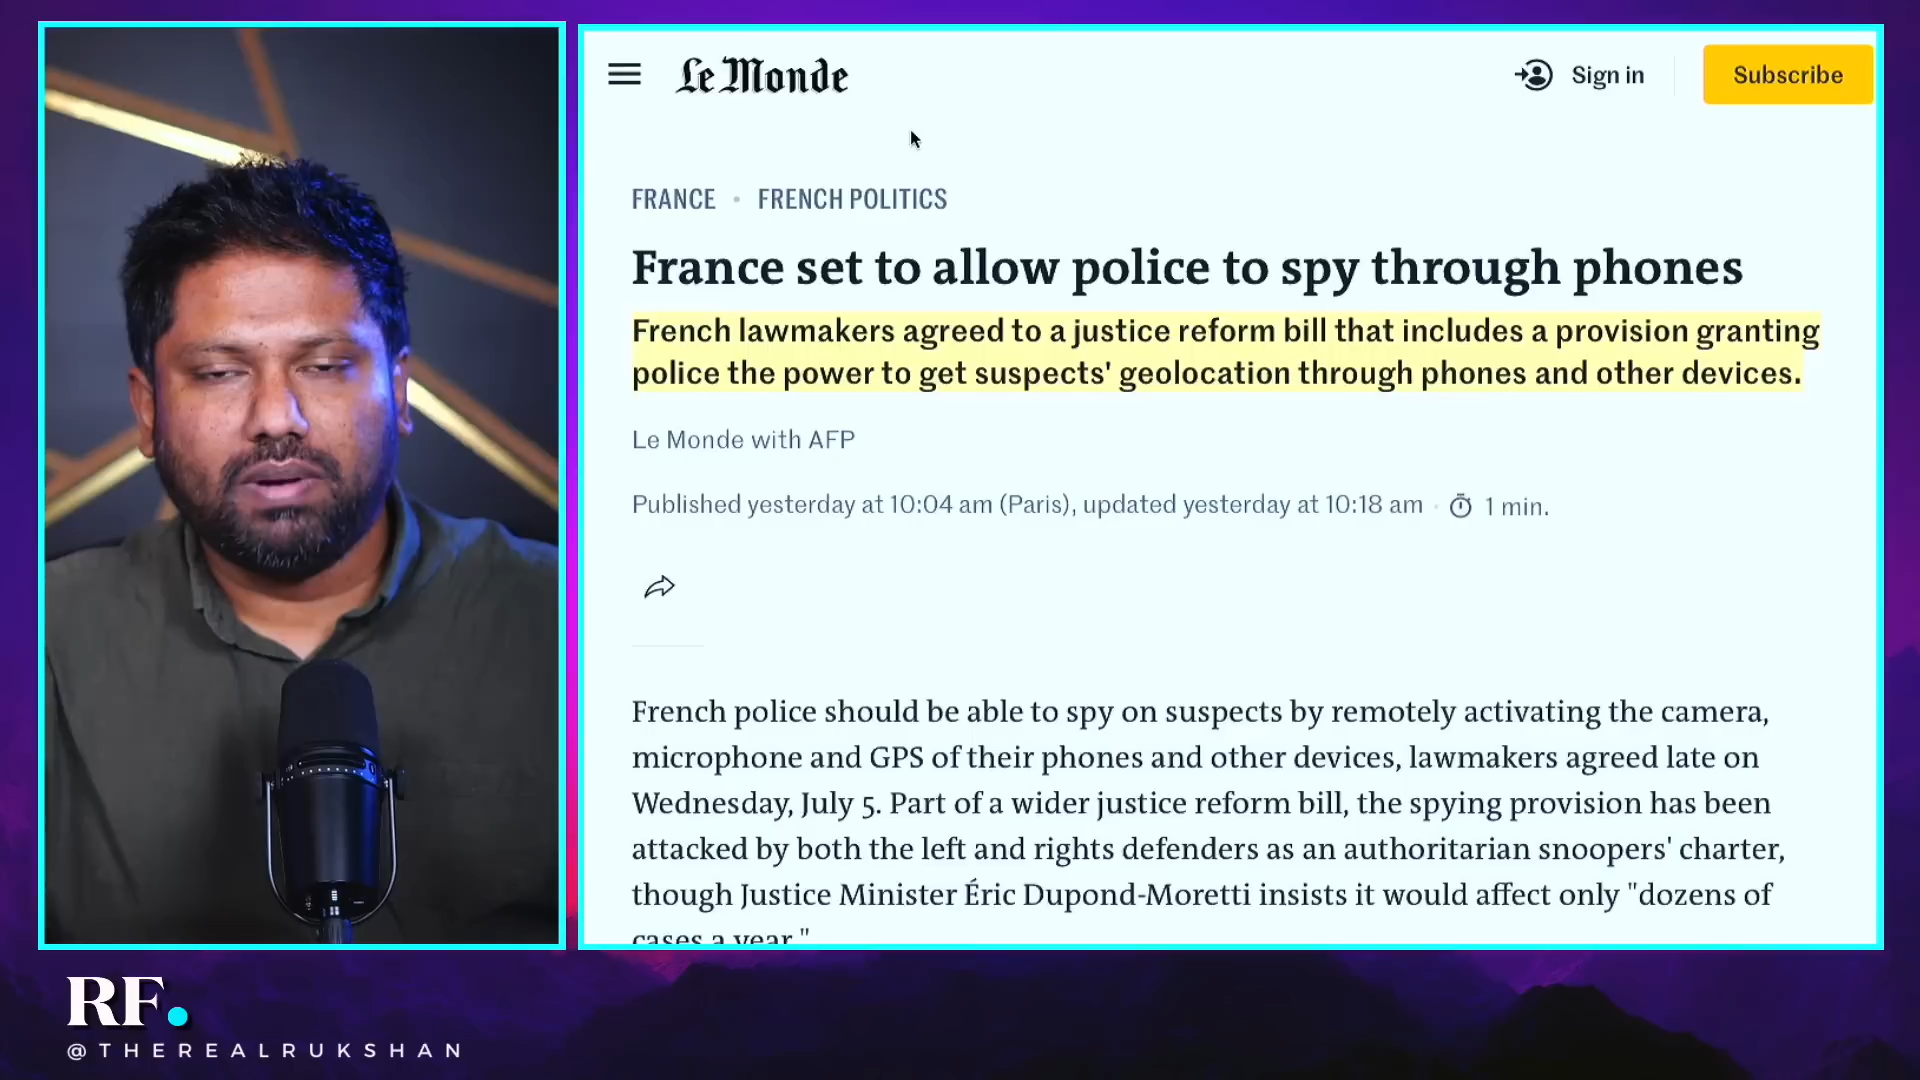 Le Monde
Sign in
Subscribe
FRANCE • FRENCH POLITICS
France set to allow police to spy through phones
French lawmakers agreed to a justice reform bill that includes a provision granting
police the power to get suspects' geolocation through phones and other devices.
Le Monde with AFP
Published yesterday at 10:04 am (Paris), updated yesterday at 10:18 am • 1 min.
French police should be able to spy on suspects by remotely activating the camera,
microphone and GPS of their phones and other devices, lawmakers agreed late on
Wednesday, July 5. Part of a wider justice reform bill, the spying provision has been
attacked by both the left and rights defenders as an authoritarian snoopers' charter,
though Justice Minister Éric Dupond-Moretti insists it would affect only "dozens of
cases a year."
RF.
@THEREALRUKSHAN